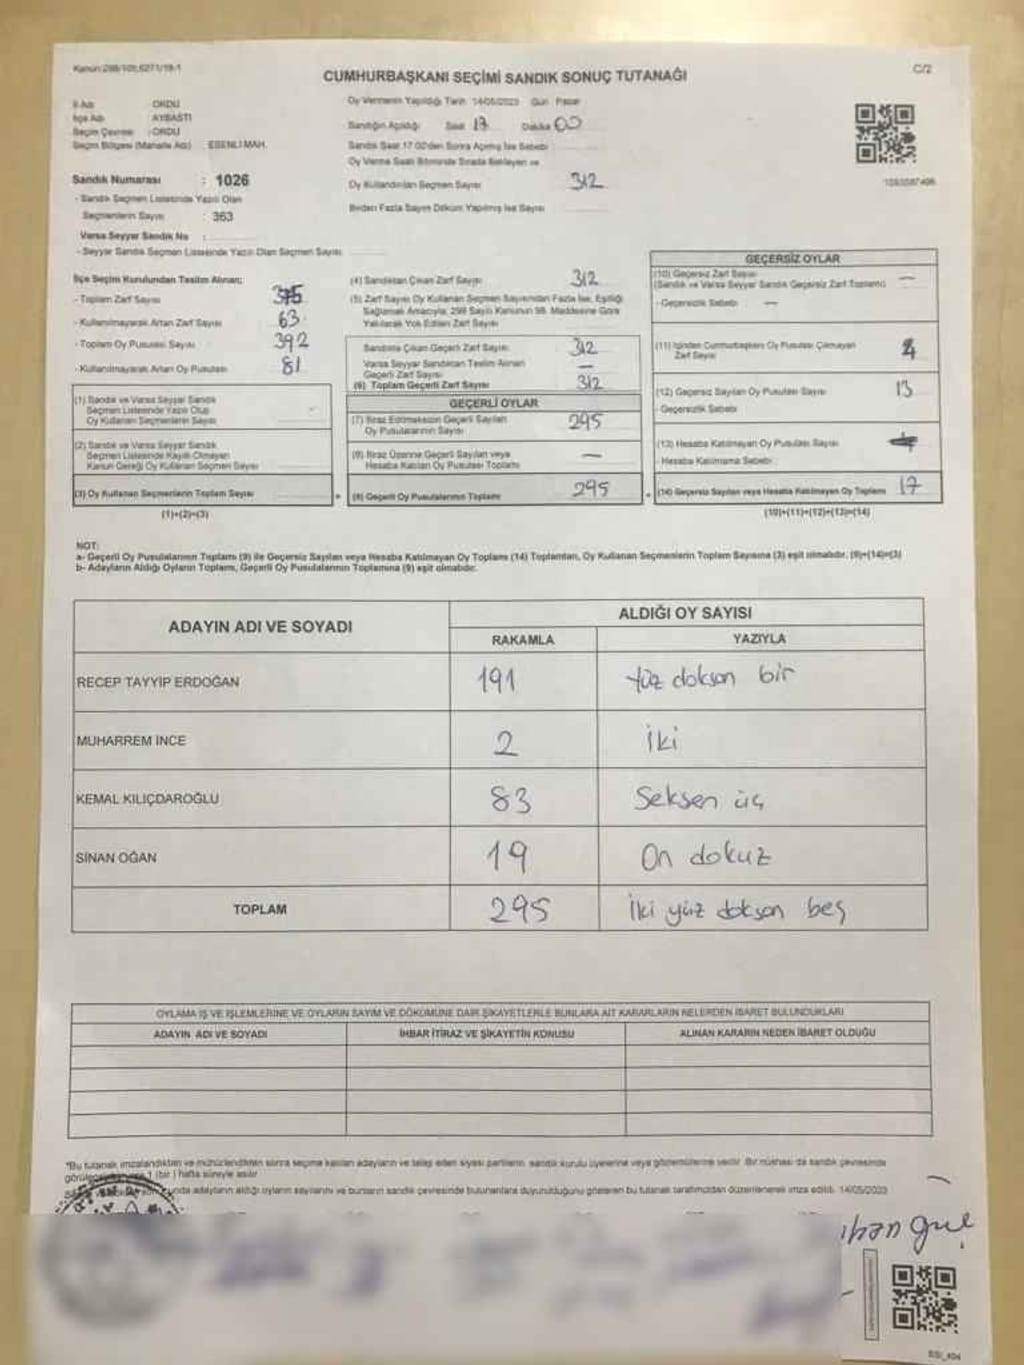 Kanun:298/105;6271/19-1
C/2
CUMHURBAŞKANI SEÇİMİ SANDIK SONUÇ TUTANAĞI
İl Adı ORDU
İlçe Adı AYBASTI
Seçim Çevresi : ORDU
Seçim Bölgesi (Mahalle Adı) ESENLİ MAH.
Oy Vermenin Yapıldığı Tarih 14/05/2023 Gün Pazar
Sandığın Açıldığı Saat 17 Dakika 00
Sandık Saat 17.00'den Sonra Açılmış İse Sebebi
Oy Verme Saati Bitiminde Sırada Bekleyen ve
Oy Kullandırılan Seçmen Sayısı 312
Birden Fazla Sayım Döküm Yapılmış İse Sayısı
Sandık Numarası : 1026
- Sandık Seçmen Listesinde Yazılı Olan
Seçmenlerin Sayısı : 363
Varsa Seyyar Sandık No :
- Seyyar Sandık Seçmen Listesinde Yazılı Olan Seçmen Sayısı
İlçe Seçim Kurulundan Teslim Alınan;
- Toplam Zarf Sayısı 375
- Kullanılmayarak Artan Zarf Sayısı 63
- Toplam Oy Pusulası Sayısı 392
- Kullanılmayarak Artan Oy Pusulası 81
(1) Sandık ve Varsa Seyyar Sandık
Seçmen Listesinde Yazılı Olup
Oy Kullanan Seçmenlerin Sayısı -
(2) Sandık ve Varsa Seyyar Sandık
Seçmen Listesinde Kayıtlı Olmayan
Kanun Gereği Oy Kullanan Seçmen Sayısı
(3) Oy Kullanan Seçmenlerin Toplam Sayısı
(1)+(2)=(3)
(4) Sandıktan Çıkan Zarf Sayısı 312
(5) Zarf Sayısı Oy Kullanan Seçmen Sayısından Fazla İse, Eşitliği
Sağlamak Amacıyla; 298 Sayılı Kanunun 98. Maddesine Göre
Yakılarak Yok Edilen Zarf Sayısı
Sandıkta Çıkan Geçerli Zarf Sayısı 312
Varsa Seyyar Sandıktan Teslim Alınan
Geçerli Zarf Sayısı —
(6) Toplam Geçerli Zarf Sayısı 312
GEÇERLİ OYLAR
(7) İtiraz Edilmeksizin Geçerli Sayılan
Oy Pusulalarının Sayısı 295
(8) İtiraz Üzerine Geçerli Sayılan veya
Hesaba Katılan Oy Pusulası Toplamı —
(9) Geçerli Oy Pusulalarının Toplamı 295
GEÇERSİZ OYLAR
(10) Geçersiz Zarf Sayısı
(Sandık ve Varsa Seyyar Sandık Geçersiz Zarf Toplamı) —
- Geçersizlik Sebebi —
(11) İçinden Cumhurbaşkanı Oy Pusulası Çıkmayan
Zarf Sayısı 4
(12) Geçersiz Sayılan Oy Pusulası Sayısı 13
- Geçersizlik Sebebi
(13) Hesaba Katılmayan Oy Pusulası Sayısı
- Hesaba Katılmama Sebebi
(14) Geçersiz Sayılan veya Hesaba Katılmayan Oy Toplamı 17
(10)+(11)+(12)+(13)=(14)
NOT:
a- Geçerli Oy Pusulalarının Toplamı (9) ile Geçersiz Sayılan veya Hesaba Katılmayan Oy Toplamı (14) Toplamları, Oy Kullanan Seçmenlerin Toplam Sayısına (3) eşit olmalıdır. (9)+(14)=(3)
b- Adayların Aldığı Oyların Toplamı, Geçerli Oy Pusulalarının Toplamına (9) eşit olmalıdır.
ADAYIN ADI VE SOYADI
ALDIĞI OY SAYISI
RAKAMLA YAZIYLA
RECEP TAYYİP ERDOĞAN 191 Yüz doksan bir
MUHARREM İNCE 2 İki
KEMAL KILIÇDAROĞLU 83 Seksen üç
SİNAN OĞAN 19 On dokuz
TOPLAM 295 İki yüz doksan beş
OYLAMA İŞ VE İŞLEMLERİNE VE OYLARIN SAYIM VE DÖKÜMÜNE DAİR ŞİKAYETLERLE BUNLARA AİT KARARLARIN NELERDEN İBARET BULUNDUKLARI
ADAYIN ADI VE SOYADI İHBAR İTİRAZ VE ŞİKAYETİN KONUSU ALINAN KARARIN NEDEN İBARET OLDUĞU
*Bu tutanak imzalandıktan ve mühürlendikten sonra seçime katılan adayların ve talep eden siyasi partilerin sandık kurulu üyelerine veya gözlemcilerine verilir. Bir nüshası da sandık çevresinde
1 (bir) hafta süreyle asılır.
adayların aldığı oyların sayılarını ve bunların sandık çevresinde bulunanlara duyurulduğunu gösteren bu tutanak tarafımızdan düzenlenerek imza edildi. 14/05/2023